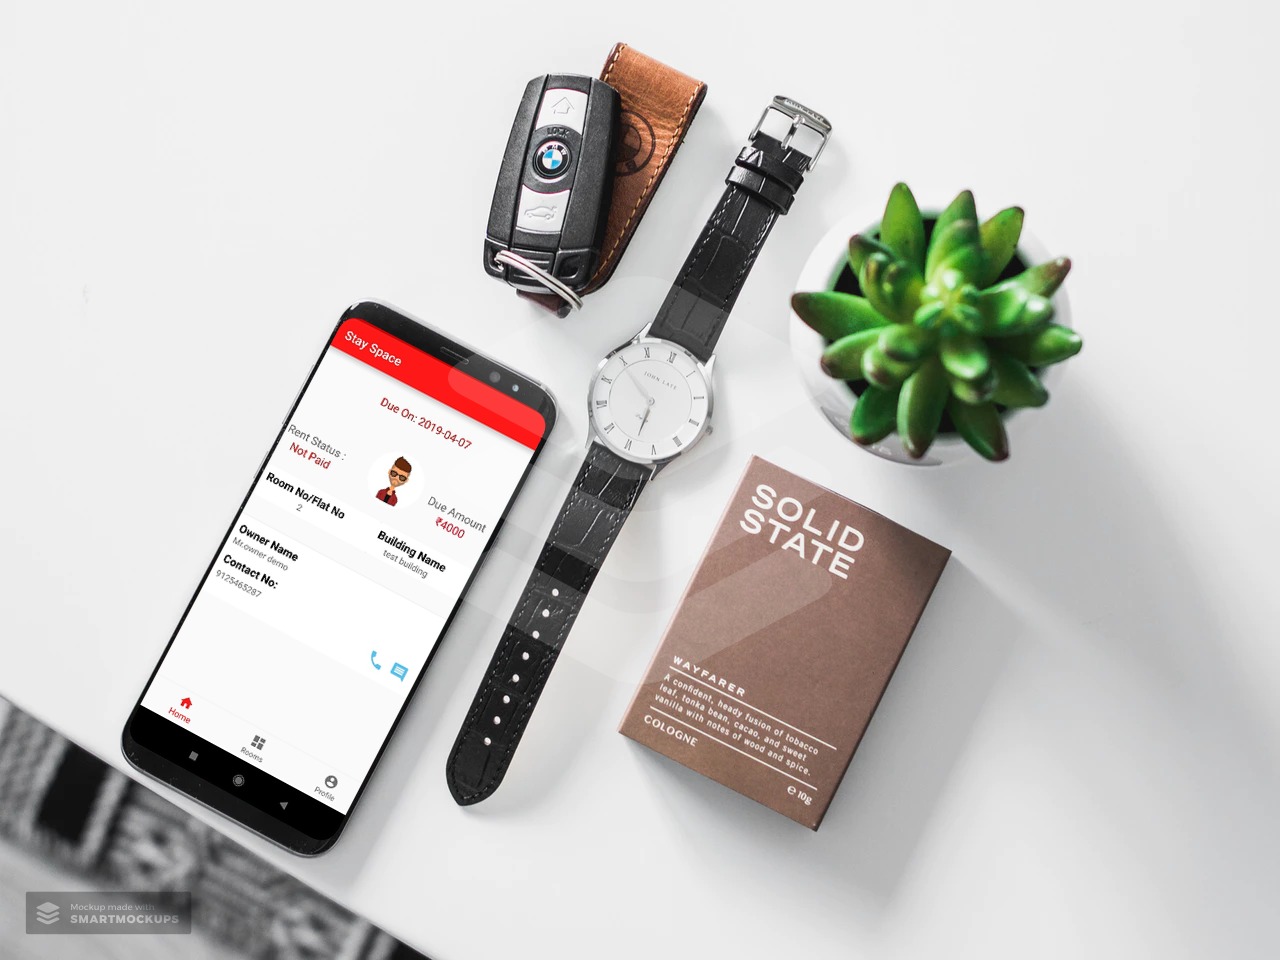 LOCK
BMW
JOHN LATE
Stay Space
Due On: 2019-04-07
Rent Status :
Not Paid
Due Amount
₹4000
Room No/Flat No
2
Building Name
test building
Owner Name
Mr.owner demo
Contact No:
9125465287
Home
Rooms
Profile
SOLID
STATE
WAYFARER
A confident, heady fusion of tobacco
leaf, tonka bean, cacao, and sweet
vanilla with notes of wood and spice.
COLOGNE
e 10g
Mockup made with
SMARTMOCKUPS